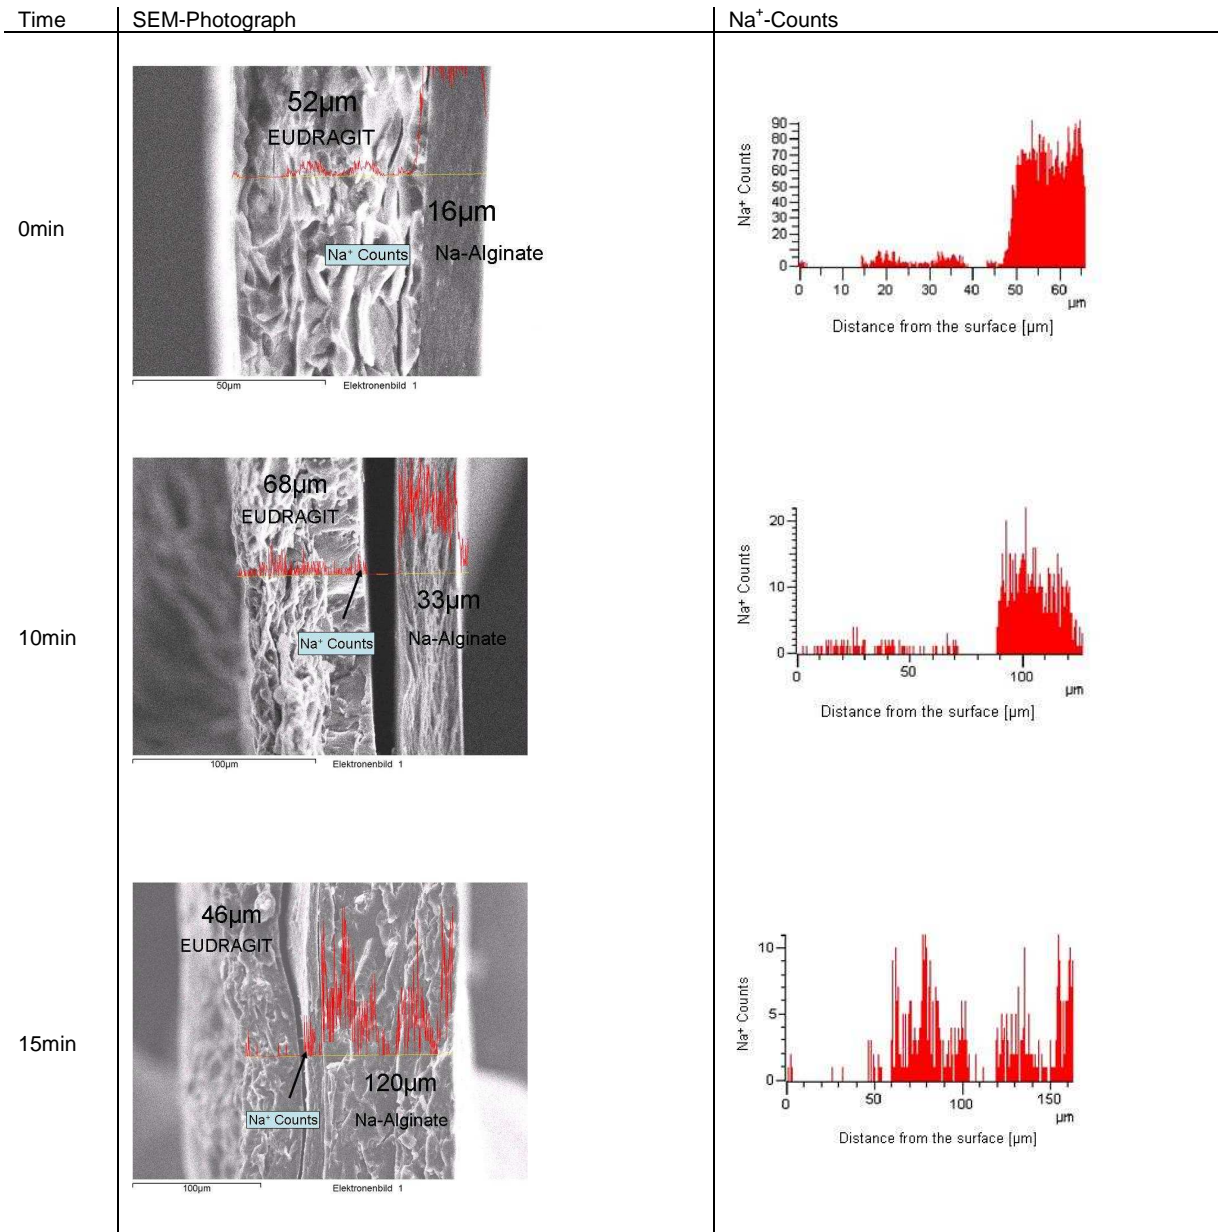 Time SEM-Photograph Na⁺-Counts
0min
52µm
EUDRAGIT
16µm
Na⁺ Counts Na-Alginate
50µm Elektronenbild 1
Na⁺ Counts
90
80
70
60
50
40
30
20
10
0
0 10 20 30 40 50 60
µm
Distance from the surface [µm]
10min
68µm
EUDRAGIT
33µm
Na⁺ Counts Na-Alginate
100µm Elektronenbild 1
Na⁺ Counts
20
10
0
0 50 100
µm
Distance from the surface [µm]
15min
46µm
EUDRAGIT
120µm
Na⁺ Counts Na-Alginate
100µm Elektronenbild 1
Na⁺ Counts
10
5
0
0 50 100 150
µm
Distance from the surface [µm]